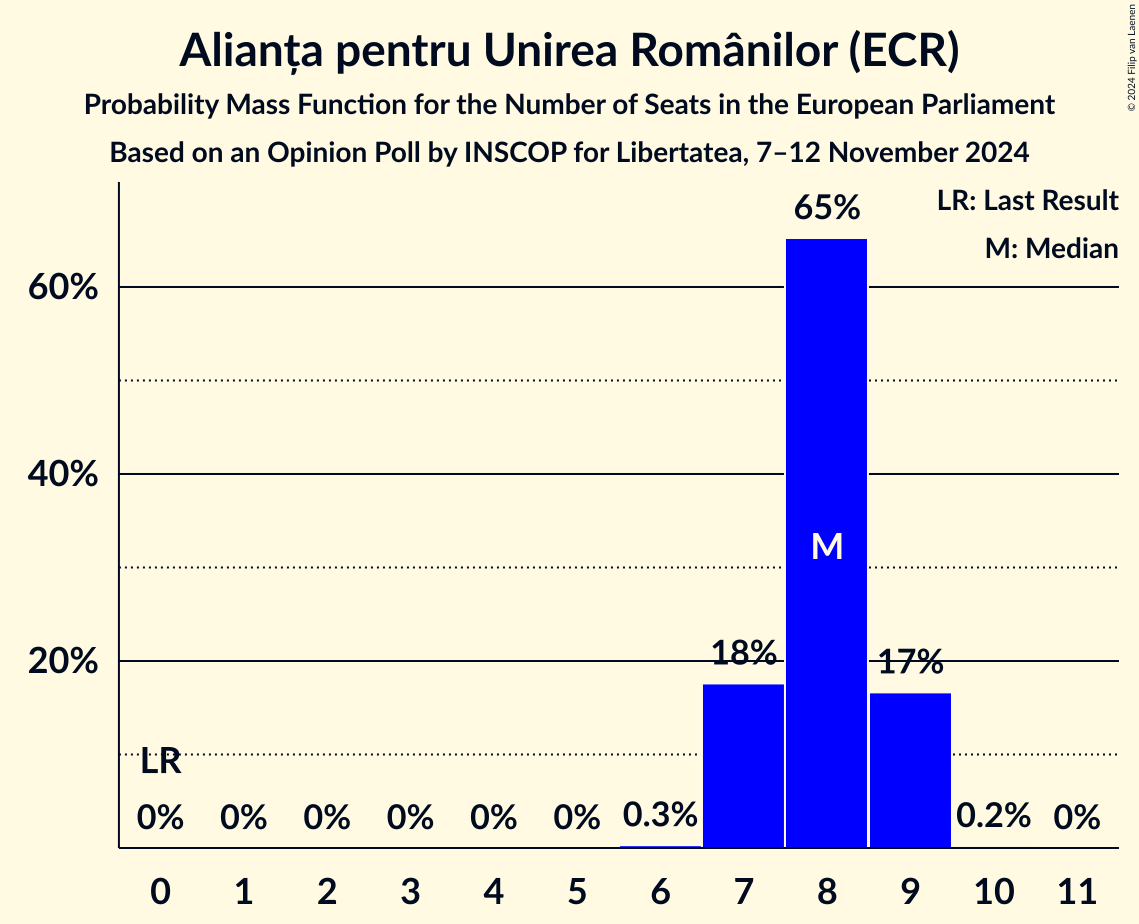 Alianța pentru Unirea Românilor (ECR)
Probability Mass Function for the Number of Seats in the European Parliament
Based on an Opinion Poll by INSCOP for Libertatea, 7–12 November 2024
© 2024 Filip van Laenen
LR: Last Result
M: Median
65%
60%
40%
M
20%
18%
17%
LR
0%
0%
0%
0%
0%
0%
0.3%
0.2%
0%
0 1 2 3 4 5 6 7 8 9 10 11